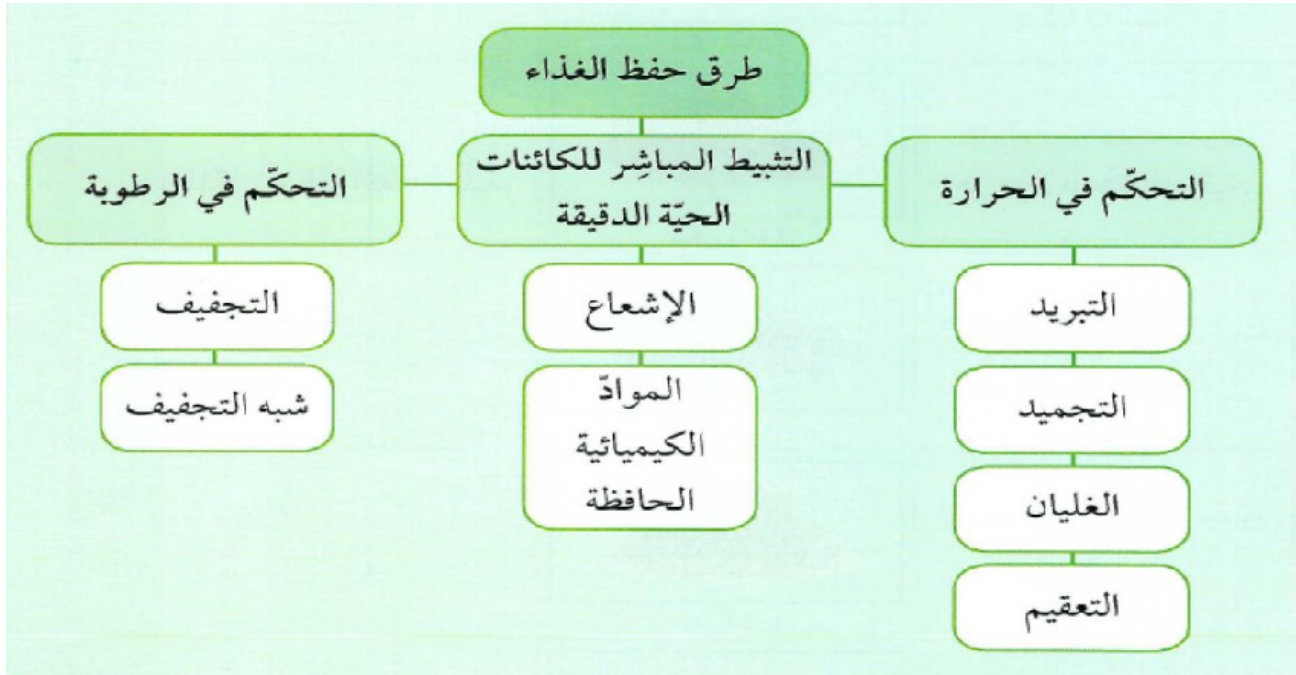 طرق حفظ الغذاء
التحكّم في الحرارة
التبريد
التجميد
الغليان
التعقيم
التثبيط المباشِر للكائنات
الحيّة الدقيقة
الإشعاع
الموادّ
الكيميائية
الحافظة
التحكّم في الرطوبة
التجفيف
شبه التجفيف